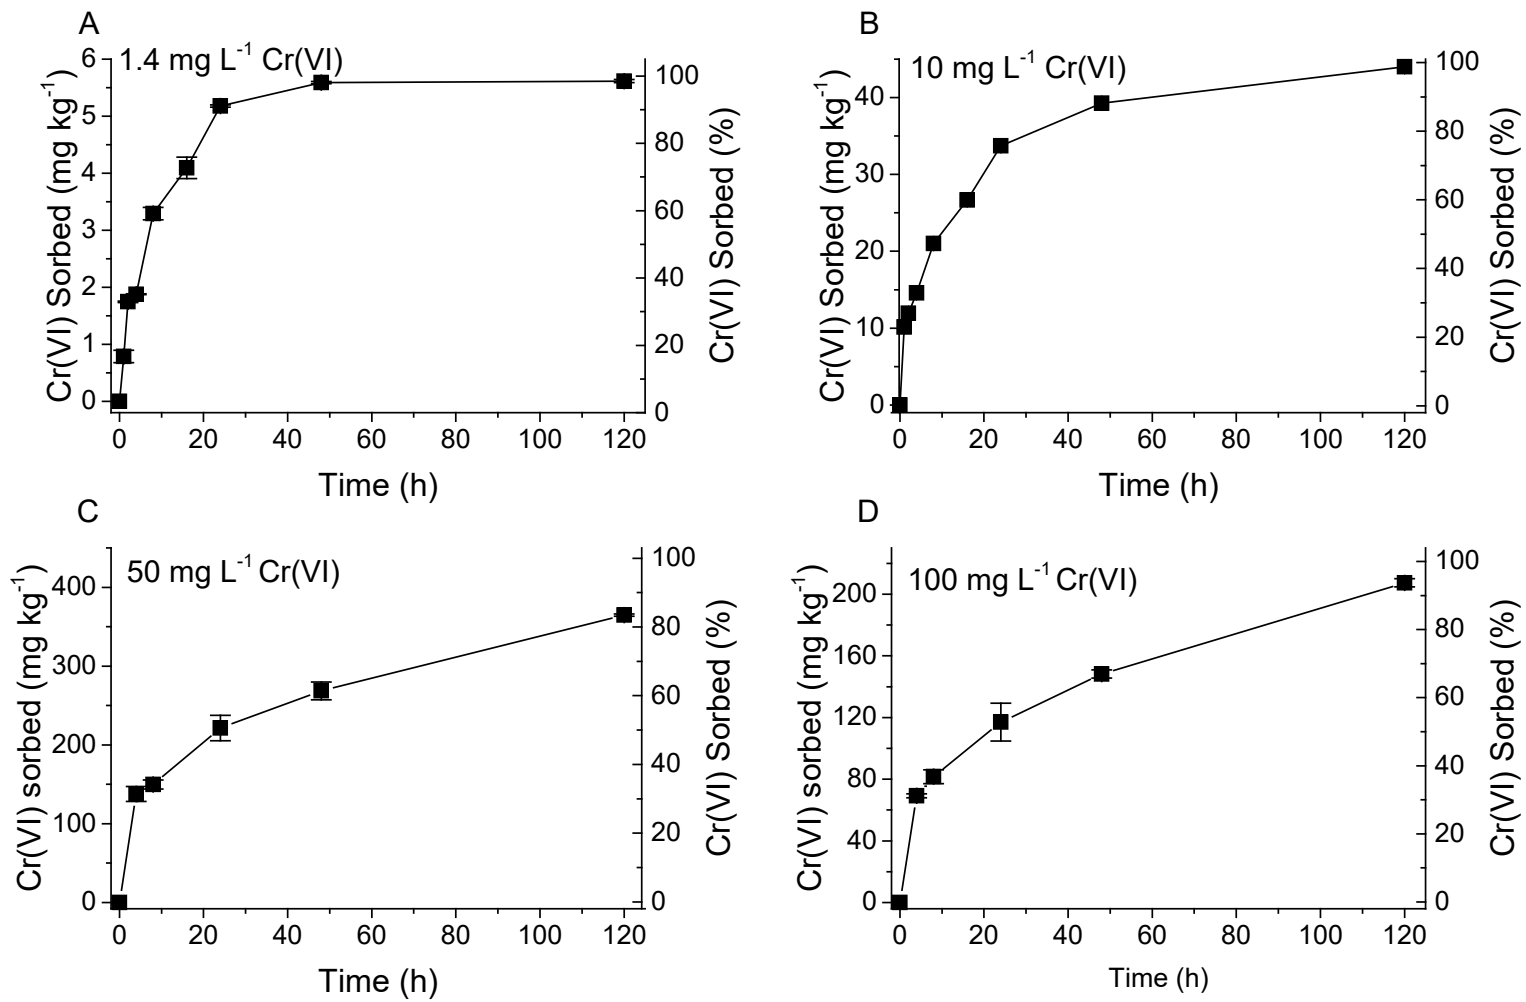 A
1.4 mg L⁻¹ Cr(VI)
Cr(VI) Sorbed (mg kg⁻¹)
6
5
4
3
2
1
0
100
80
60
40
20
0
Cr(VI) Sorbed (%)
0 20 40 60 80 100 120
Time (h)
B
10 mg L⁻¹ Cr(VI)
Cr(VI) Sorbed (mg kg⁻¹)
40
30
20
10
0
100
80
60
40
20
0
Cr(VI) Sorbed (%)
0 20 40 60 80 100 120
Time (h)
C
50 mg L⁻¹ Cr(VI)
Cr(VI) sorbed (mg kg⁻¹)
400
300
200
100
0
100
80
60
40
20
0
Cr(VI) Sorbed (%)
0 20 40 60 80 100 120
Time (h)
D
100 mg L⁻¹ Cr(VI)
Cr(VI) sorbed (mg kg⁻¹)
200
160
120
80
40
0
100
80
60
40
20
0
Cr(VI) Sorbed (%)
0 20 40 60 80 100 120
Time (h)